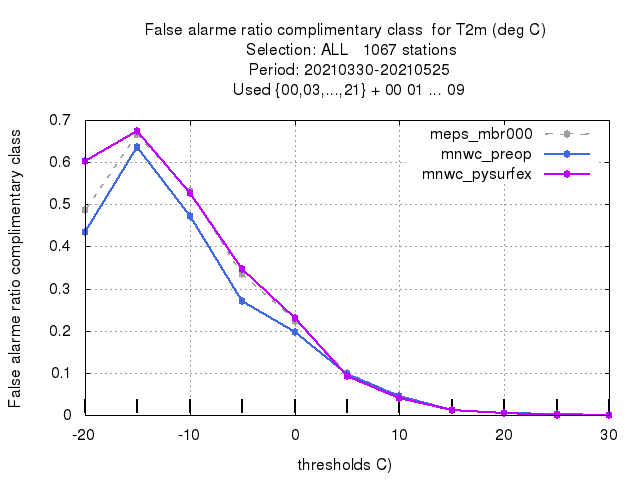 False alarme ratio complimentary class  for T2m (deg C)
Selection: ALL   1067 stations
Period: 20210330-20210525
Used {00,03,...,21} + 00 01 ... 09
False alarme ratio complimentary class
0.7
0.6
0.5
0.4
0.3
0.2
0.1
0
meps_mbr000
mnwc_preop
mnwc_pysurfex
-20 -10 0 10 20 30
thresholds C)